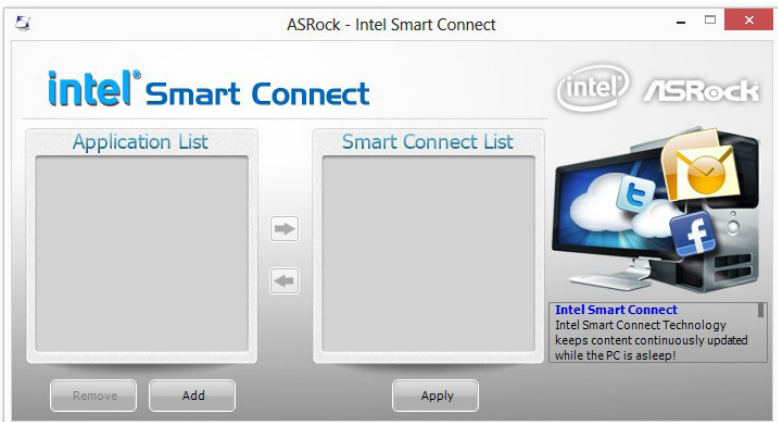 ASRock - Intel Smart Connect
intel Smart Connect
intel ASRock
Application List
Smart Connect List
Intel Smart Connect
Intel Smart Connect Technology
keeps content continuously updated
while the PC is asleep!
Remove
Add
Apply